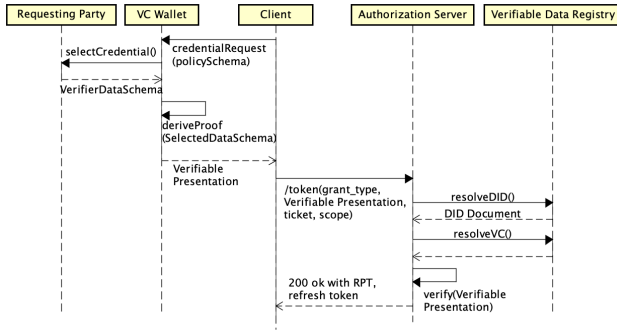 Requesting Party
VC Wallet
Client
Authorization Server
Verifiable Data Registry
credentialRequest
(policySchema)
selectCredential()
VerifierDataSchema
deriveProof
(SelectedDataSchema)
Verifiable
Presentation
/token(grant_type,
Verifiable Presentation,
ticket, scope)
resolveDID()
DID Document
resolveVC()
200 ok with RPT,
refresh token
verify(Verifiable
Presentation)